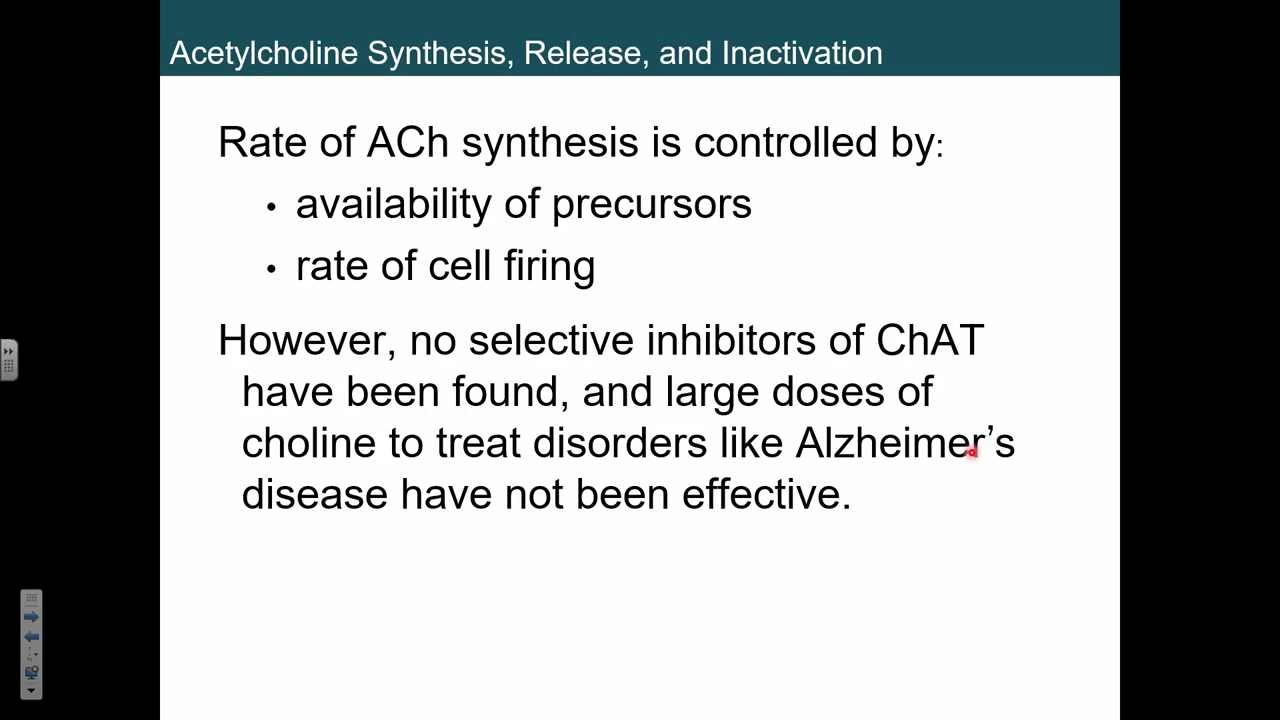 Acetylcholine Synthesis, Release, and Inactivation
Rate of ACh synthesis is controlled by:
• availability of precursors
• rate of cell firing
However, no selective inhibitors of ChAT
have been found, and large doses of
choline to treat disorders like Alzheimer’s
disease have not been effective.